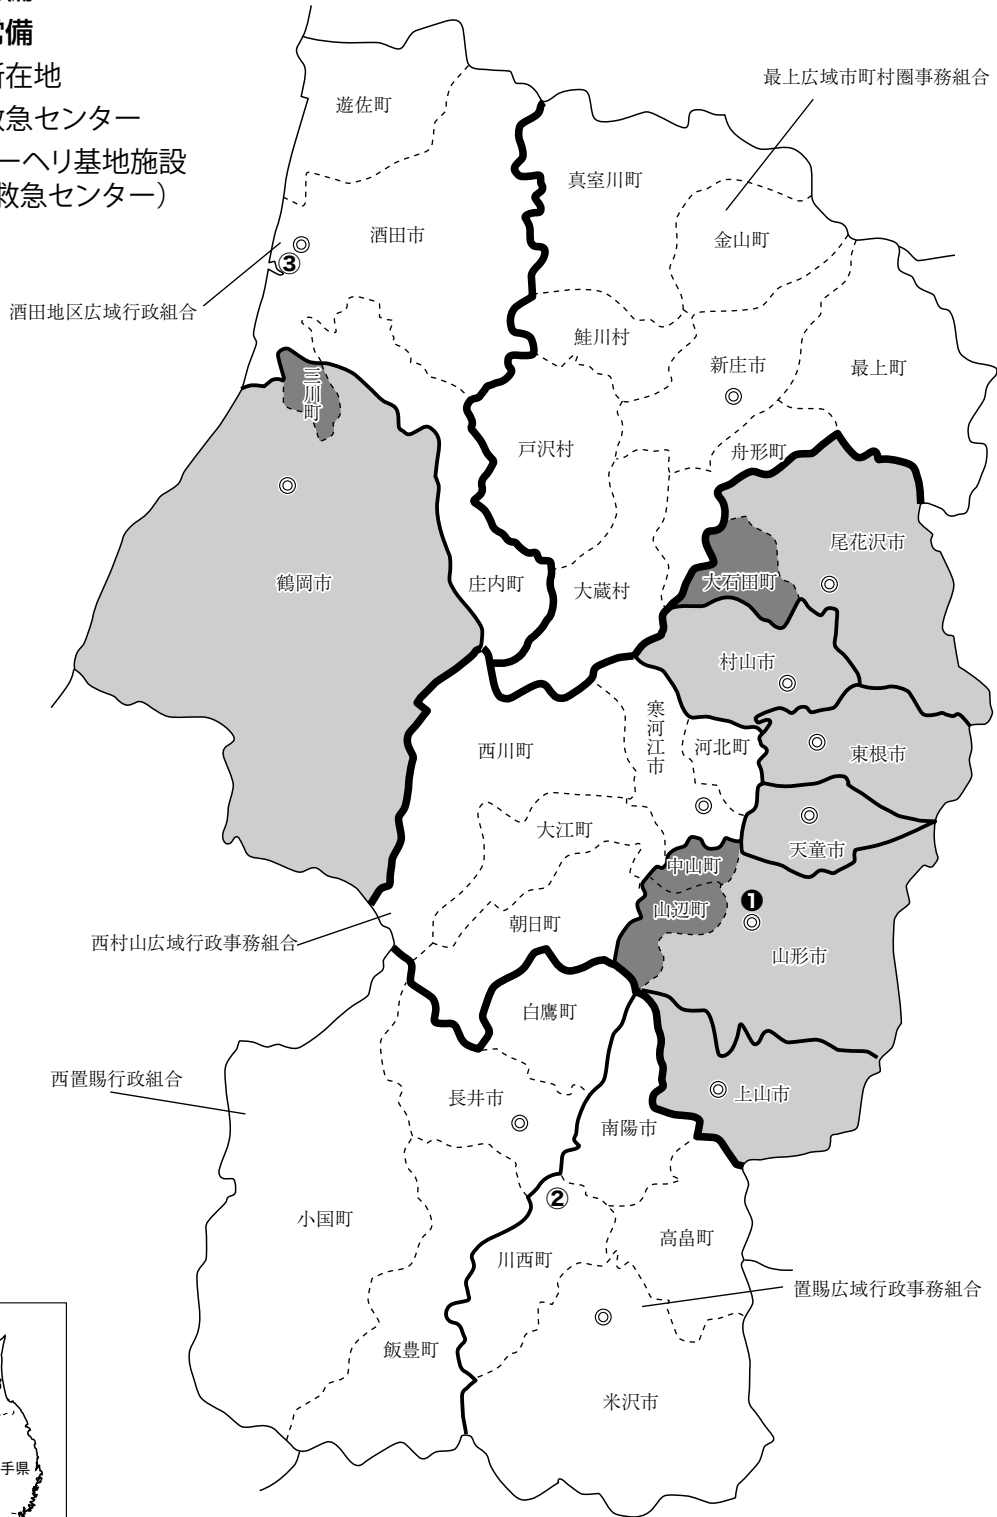 常備
所在地
救急センター
ターヘリ基地施設
救急センター）
最上広域市町村圏事務組合
遊佐町
真室川町
酒田市
金山町
③
酒田地区広域行政組合
鮭川村
新庄市
最上町
三川町
戸沢村
舟形町
尾花沢市
鶴岡市
庄内町
大蔵村
大石田町
村山市
寒河江市
河北町
西川町
東根市
大江町
天童市
中山町
山辺町
❶
朝日町
西村山広域行政事務組合
山形市
白鷹町
西置賜行政組合
長井市
上山市
南陽市
②
小国町
高畠町
川西町
置賜広域行政事務組合
飯豊町
米沢市
手県